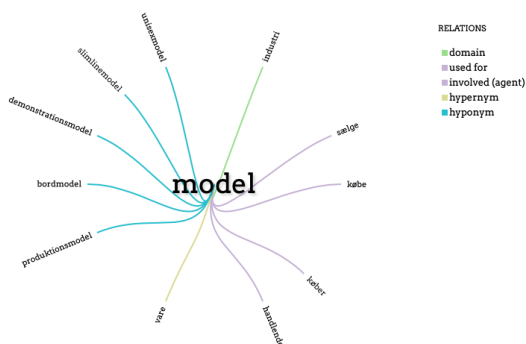 unisexmodel
slimlinemodel
demonstrationsmodel
bordmodel
produktionsmodel
vare
industri
sælge
købe
køber
model
RELATIONS
domain
used for
involved (agent)
hypernym
hyponym